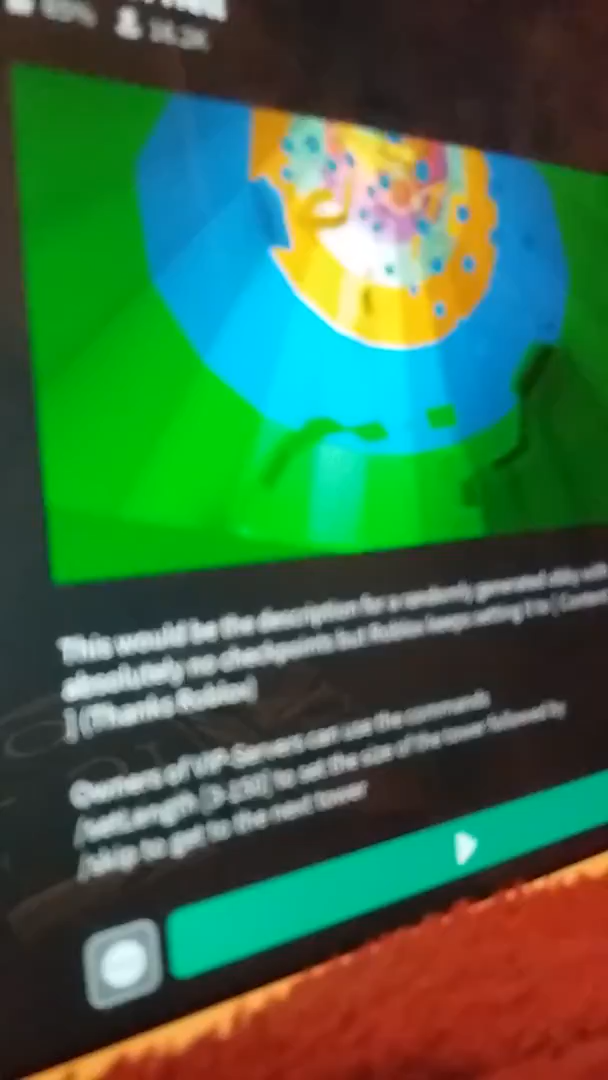 This would be the description for a randomly generated obby with
absolutely no checkpoints but Roblox keeps setting it to [ Content
] (Thanks Roblox)
Owners of VIP-Servers can use the commands
/setLength [3-150] to set the size of the tower followed by
/skip to get to the next tower